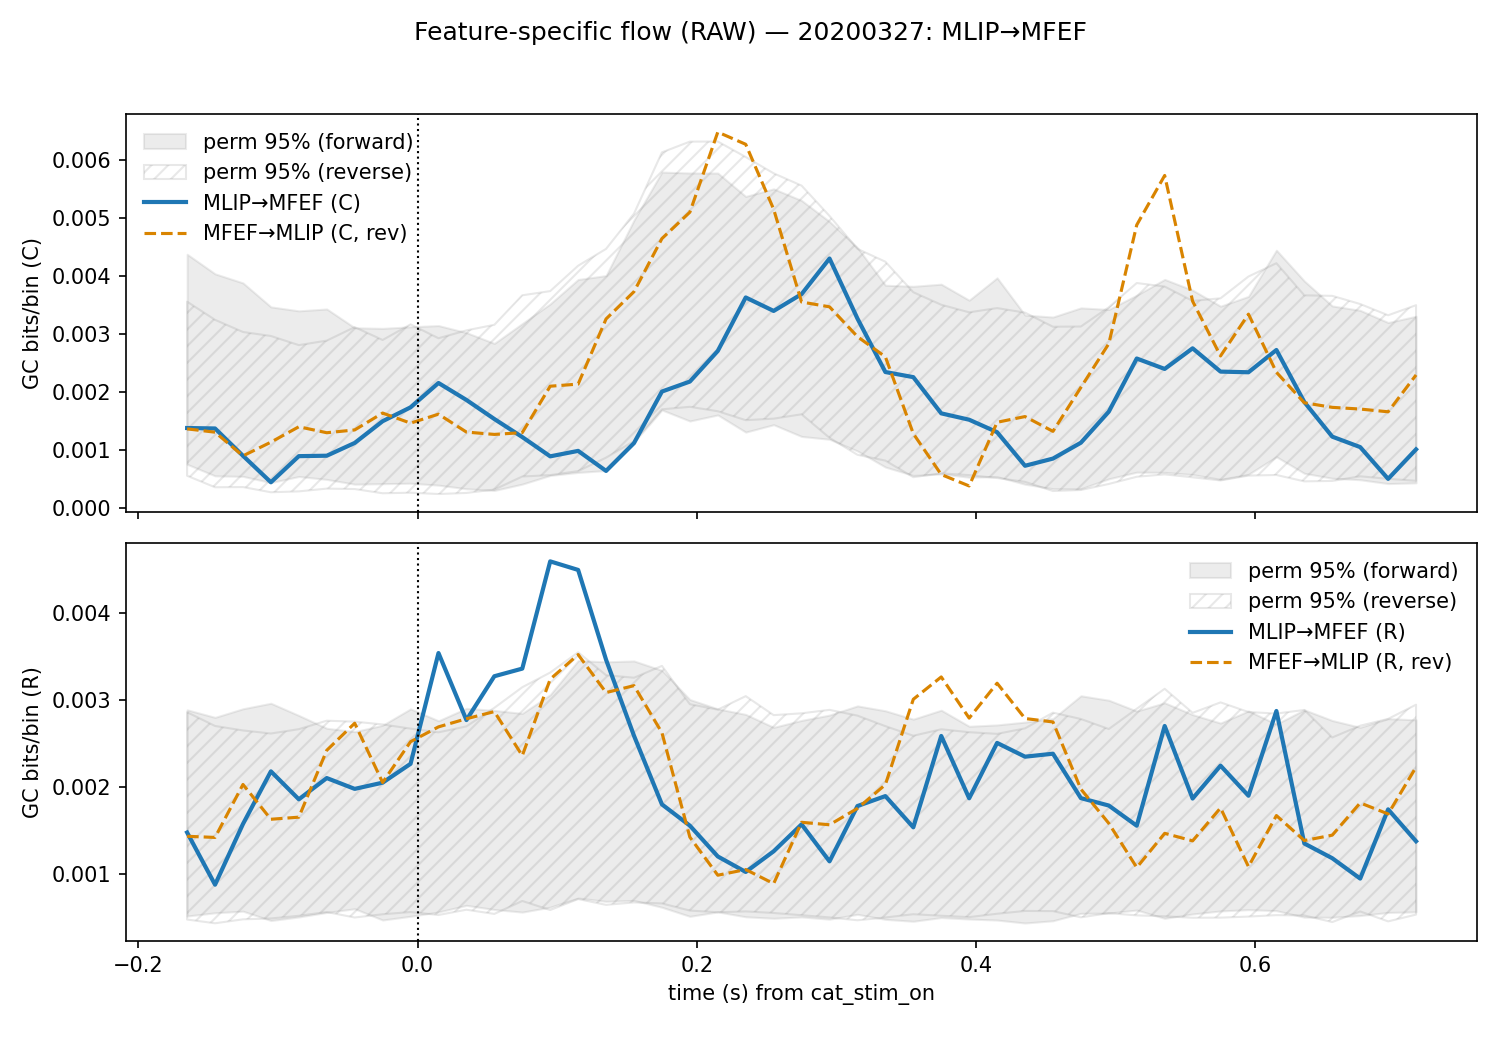 Feature-specific flow (RAW) — 20200327: MLIP→MFEF
GC bits/bin (C)
0.006
0.005
0.004
0.003
0.002
0.001
0.000
perm 95% (forward)
perm 95% (reverse)
MLIP→MFEF (C)
MFEF→MLIP (C, rev)
GC bits/bin (R)
0.004
0.003
0.002
0.001
perm 95% (forward)
perm 95% (reverse)
MLIP→MFEF (R)
MFEF→MLIP (R, rev)
−0.2 0.0 0.2 0.4 0.6
time (s) from cat_stim_on